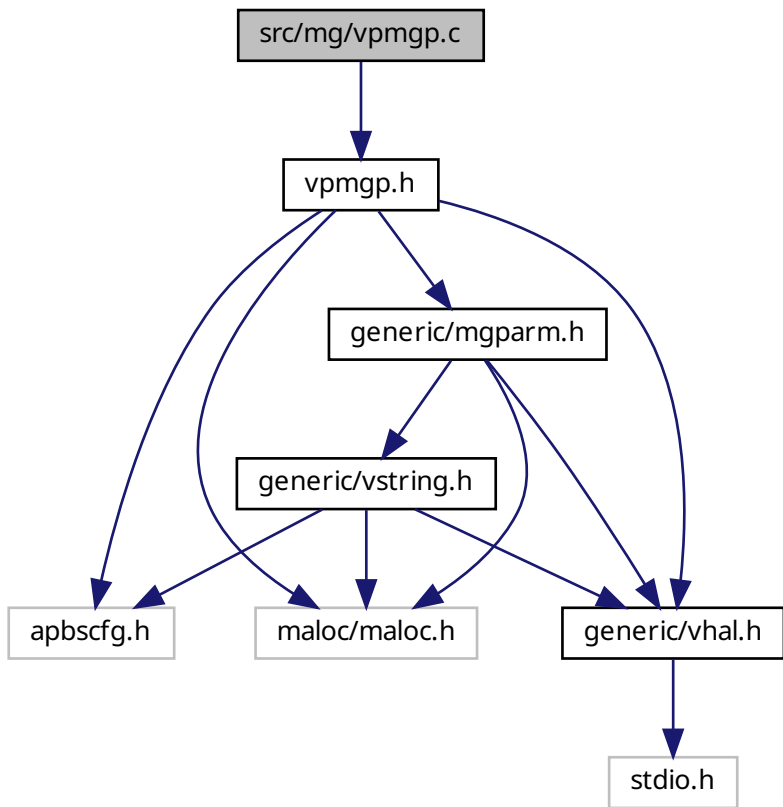 src/mg/vpmgp.c
vpmgp.h
generic/mgparm.h
generic/vstring.h
apbscfg.h
maloc/maloc.h
generic/vhal.h
stdio.h